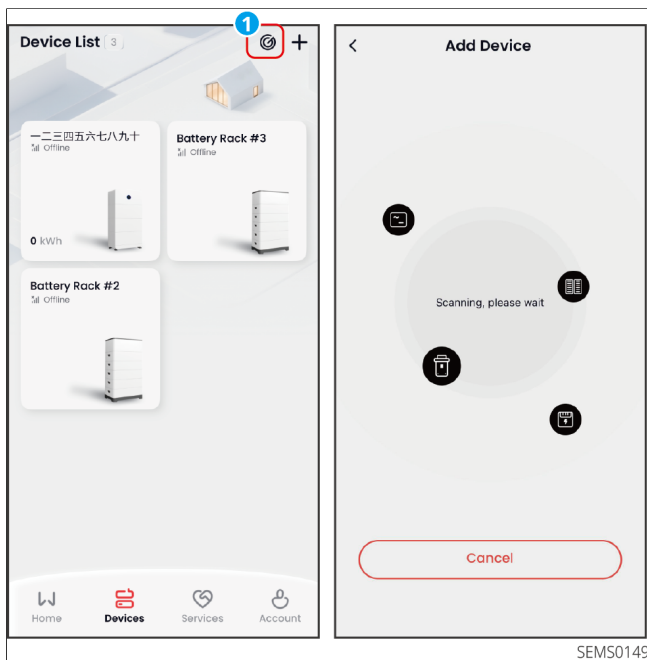 1
Device List 3
一二三四五六七八九十
Offline
0 kWh
Battery Rack #3
Offline
Battery Rack #2
Offline
Home Devices Services Account
Add Device
Scanning, please wait
Cancel
SEMS0149